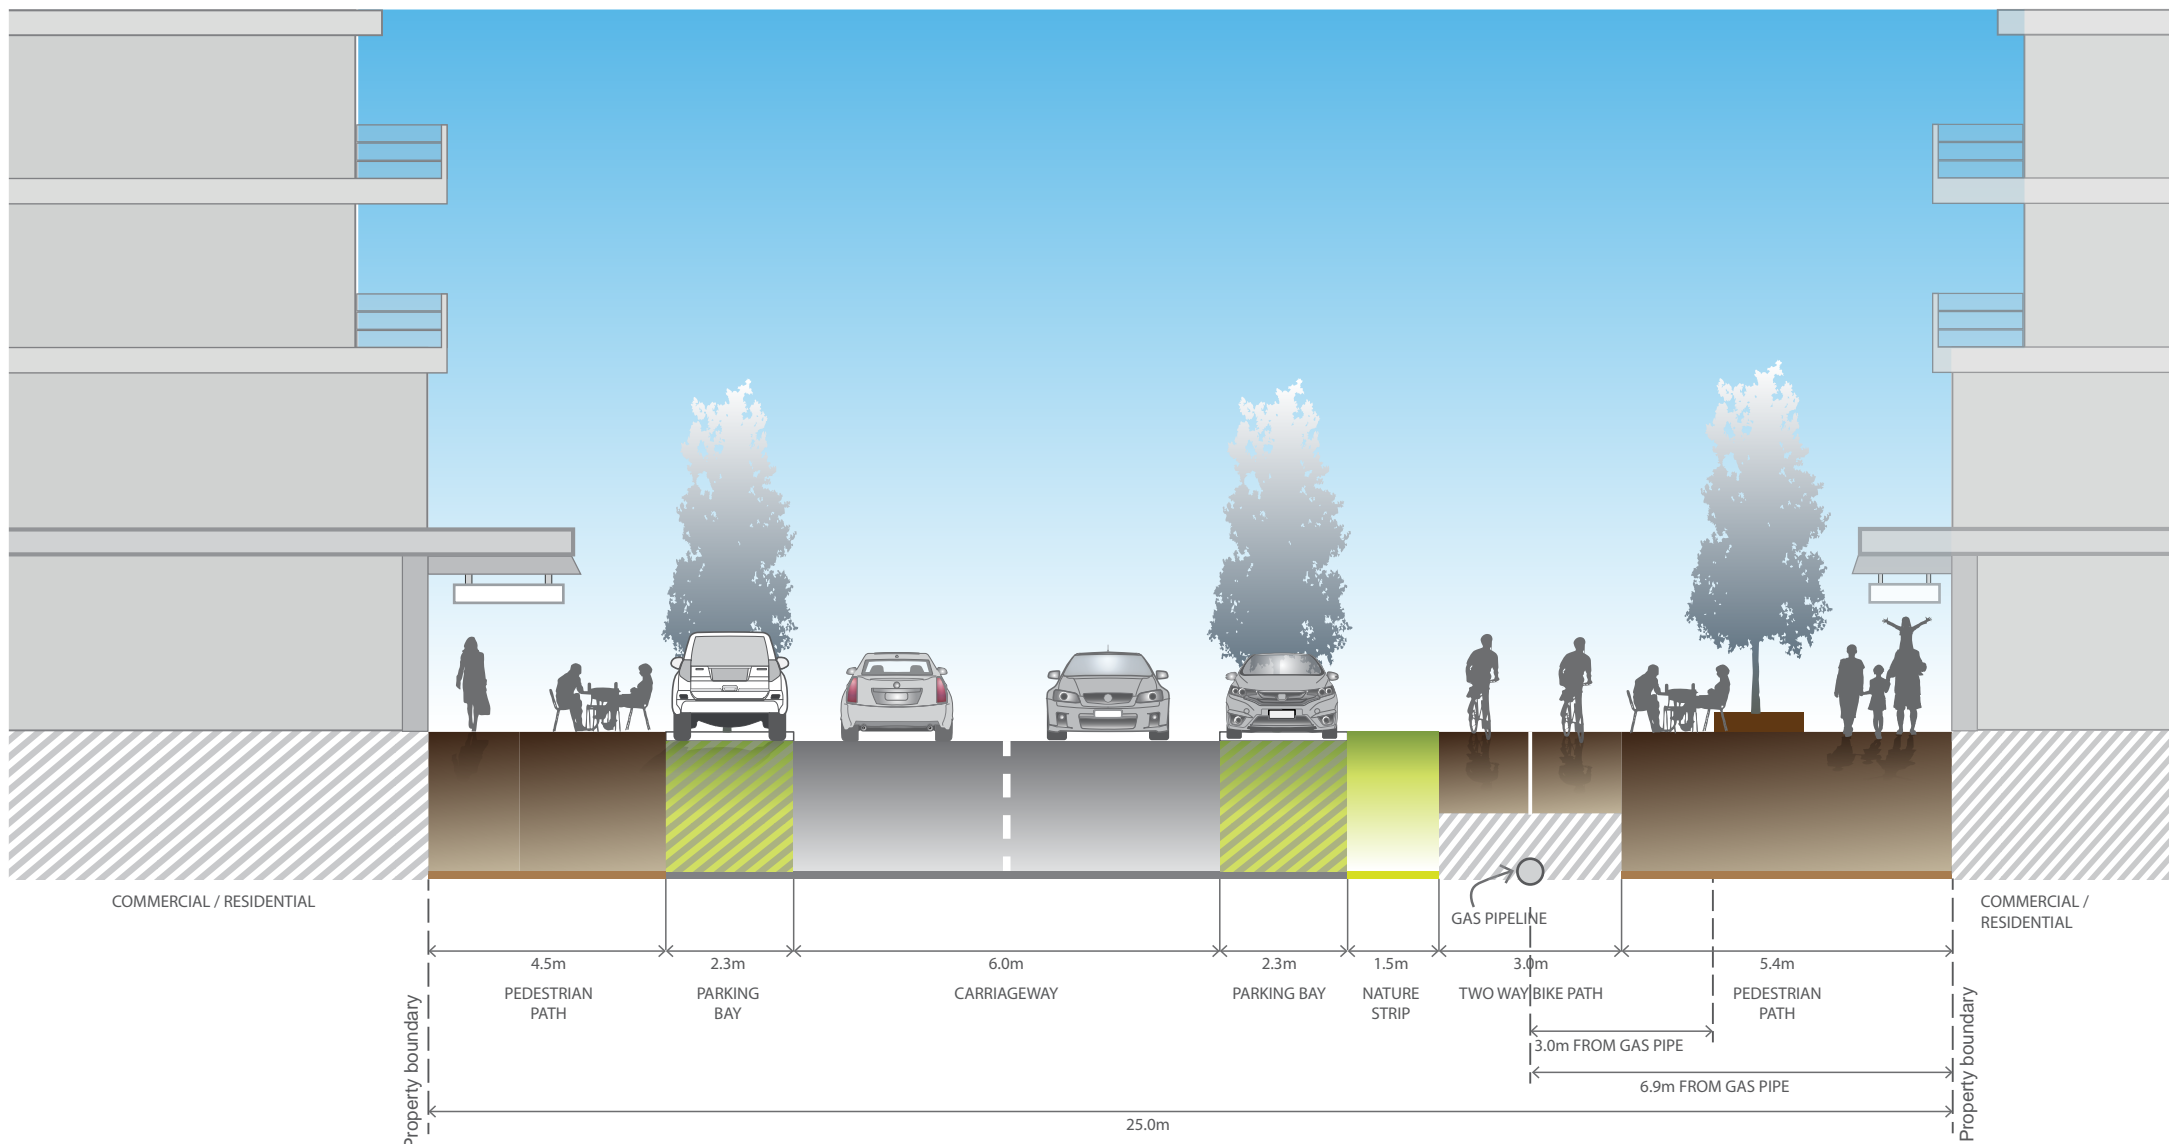 COMMERCIAL / RESIDENTIAL
COMMERCIAL /
RESIDENTIAL
GAS PIPELINE
4.5m
2.3m
6.0m
2.3m
1.5m
3.0m
5.4m
PEDESTRIAN
PATH
PARKING
BAY
CARRIAGEWAY
PARKING BAY
NATURE
STRIP
TWO WAY BIKE PATH
PEDESTRIAN
PATH
Property boundary
Property boundary
3.0m FROM GAS PIPE
6.9m FROM GAS PIPE
25.0m